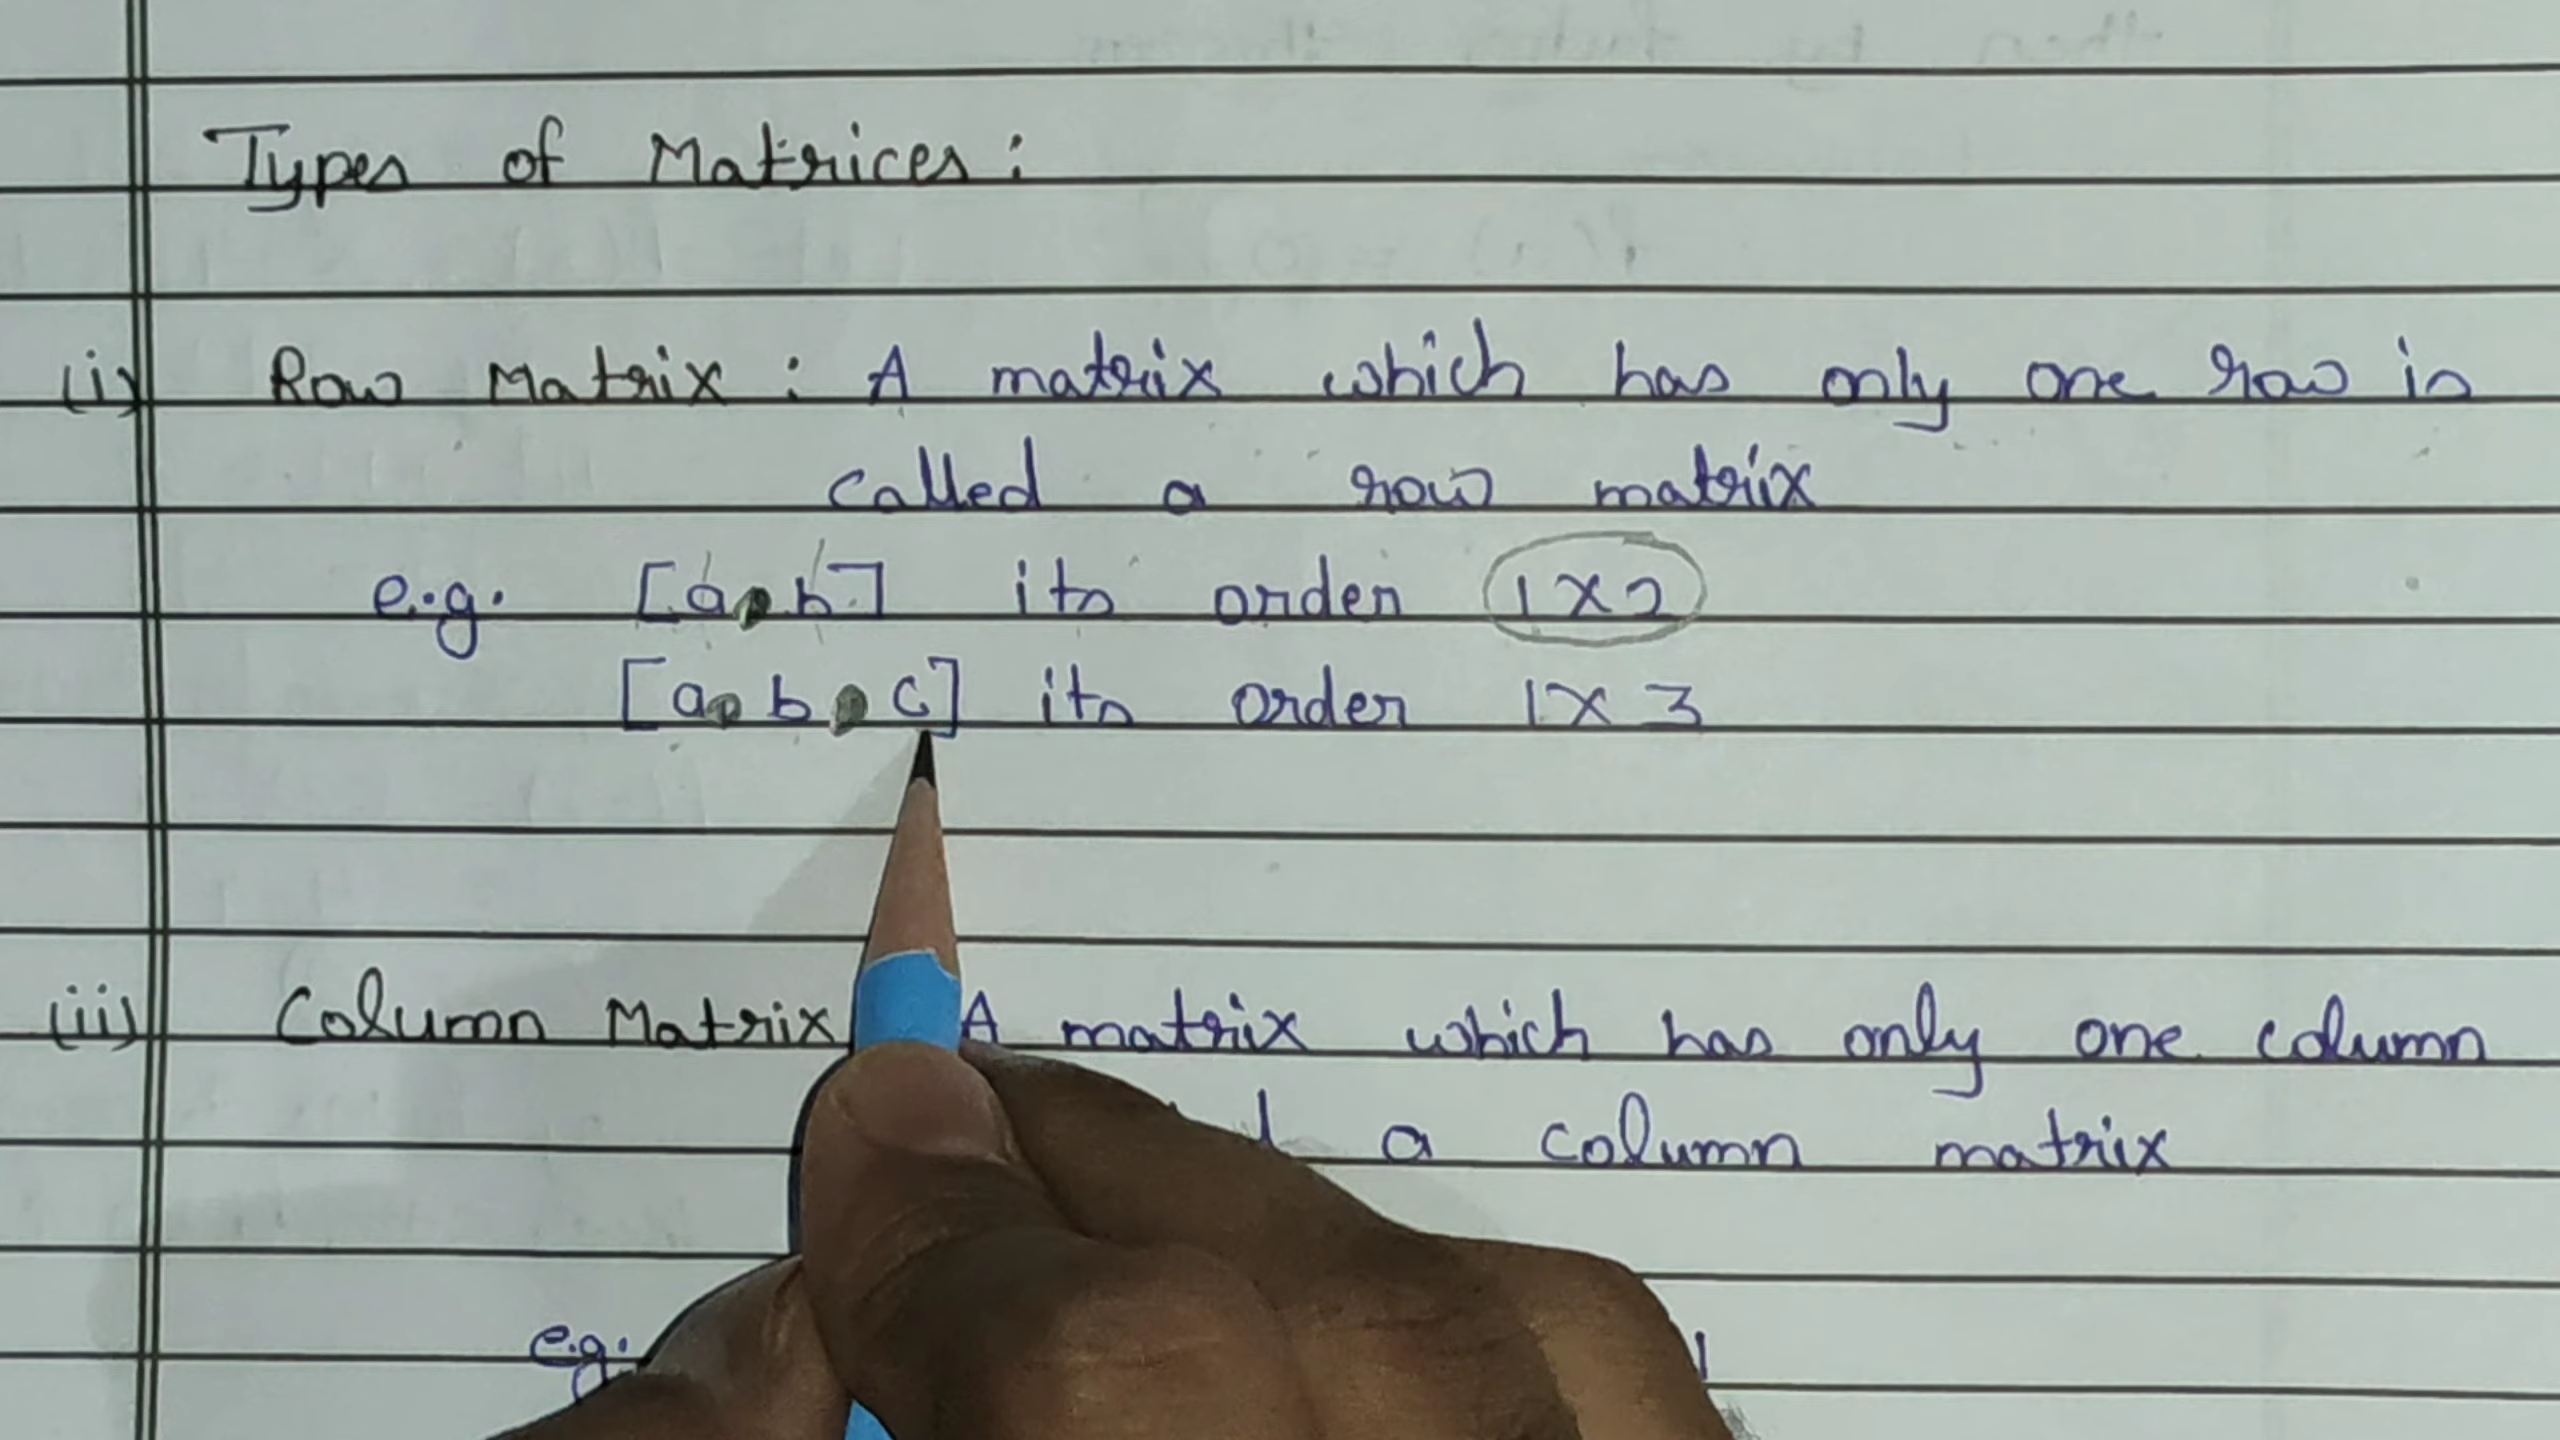 Types of Matrices:
(i) Row Matrix: A matrix which has only one row is
called a row matrix
e.g. [a, b] its order 1×2
[a, b, c] its order 1×3
(iii) Column Matrix A matrix which has only one column
a column matrix
e.g.